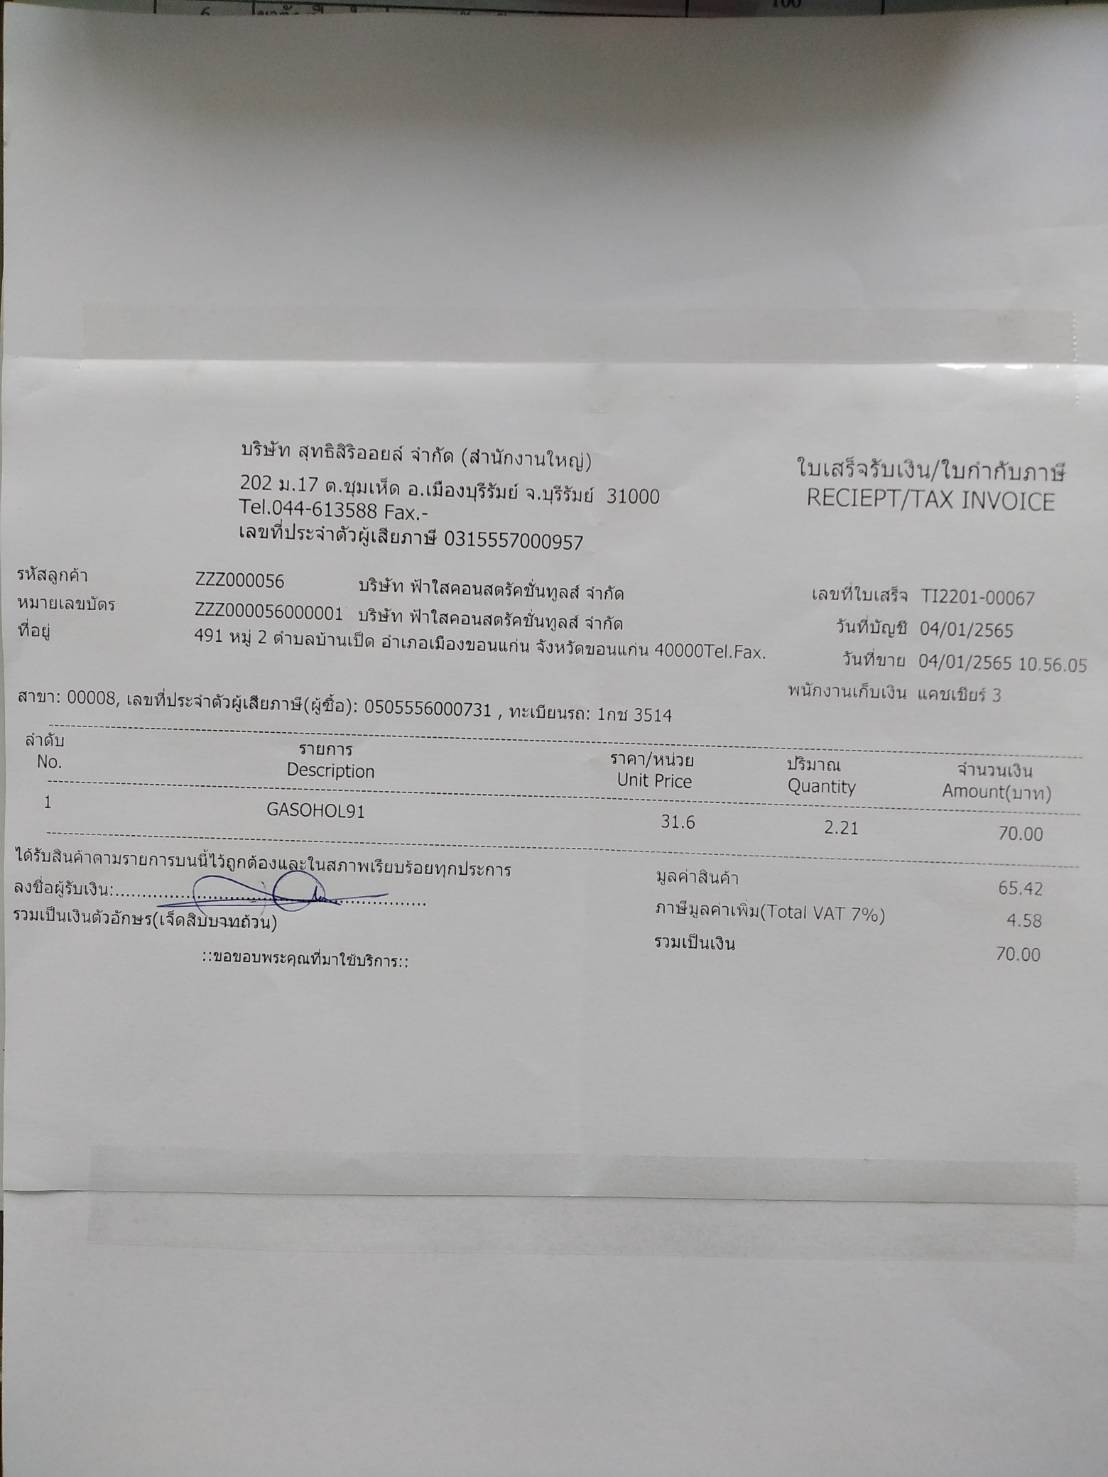 100
บริษัท สุทธิสิริออยล์ จำกัด (สำนักงานใหญ่)
202 ม.17 ต.ชุมเห็ด อ.เมืองบุรีรัมย์ จ.บุรีรัมย์ 31000
Tel.044-613588 Fax.-
เลขที่ประจำตัวผู้เสียภาษี 0315557000957
ใบเสร็จรับเงิน/ใบกำกับภาษี
RECIEPT/TAX INVOICE
รหัสลูกค้า ZZZ000056 บริษัท ฟ้าใสคอนสตรัคชั่นทูลส์ จำกัด
หมายเลขบัตร ZZZ000056000001 บริษัท ฟ้าใสคอนสตรัคชั่นทูลส์ จำกัด
ที่อยู่ 491 หมู่ 2 ตำบลบ้านเป็ด อำเภอเมืองขอนแก่น จังหวัดขอนแก่น 40000Tel.Fax.
เลขที่ใบเสร็จ TI2201-00067
วันที่บัญชี 04/01/2565
วันที่ขาย 04/01/2565 10.56.05
พนักงานเก็บเงิน แคชเชียร์ 3
สาขา: 00008, เลขที่ประจำตัวผู้เสียภาษี(ผู้ซื้อ): 0505556000731 , ทะเบียนรถ: 1กช 3514
ลำดับ รายการ ราคา/หน่วย ปริมาณ จำนวนเงิน
No. Description Unit Price Quantity Amount(บาท)
1 GASOHOL91 31.6 2.21 70.00
ได้รับสินค้าตามรายการบนนี้ไว้ถูกต้องและในสภาพเรียบร้อยทุกประการ
มูลค่าสินค้า 65.42
ลงชื่อผู้รับเงิน:
ภาษีมูลค่าเพิ่ม(Total VAT 7%) 4.58
รวมเป็นเงินตัวอักษร(เจ็ดสิบบาทถ้วน)
รวมเป็นเงิน 70.00
::ขอขอบพระคุณที่มาใช้บริการ::